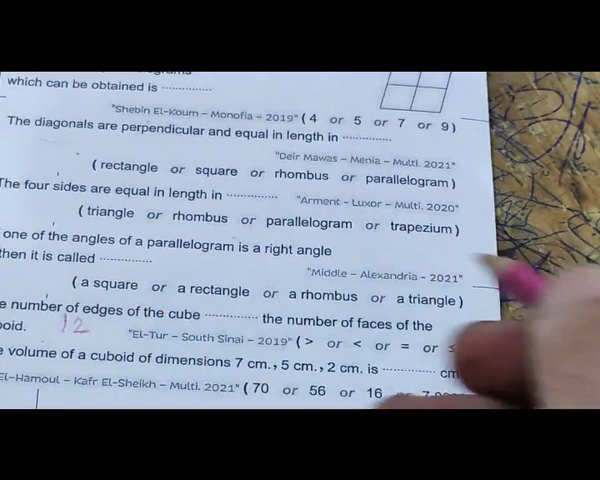 which can be obtained is ...............
"Shebin El-Koum – Monofia – 2019" ( 4 or 5 or 7 or 9 )
The diagonals are perpendicular and equal in length in ...............
"Deir Mawas – Menia – Multi. 2021"
( rectangle or square or rhombus or parallelogram )
The four sides are equal in length in ............... "Arment – Luxor – Multi. 2020"
( triangle or rhombus or parallelogram or trapezium )
one of the angles of a parallelogram is a right angle
then it is called ...............
"Middle – Alexandria – 2021"
( a square or a rectangle or a rhombus or a triangle )
number of edges of the cube ............... the number of faces of the
12
"El-Tur – South Sinai – 2019" ( > or < or = or
volume of a cuboid of dimensions 7 cm., 5 cm., 2 cm. is ............... cm
El-Hamoul – Kafr El-Sheikh – Multi. 2021" ( 70 or 56 or 16